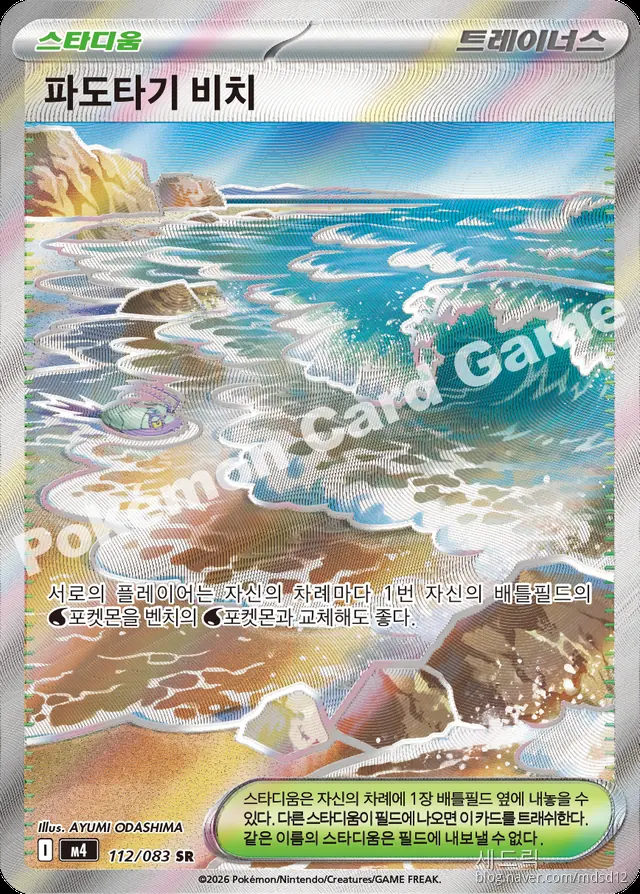 스타디움 트레이너스
파도타기 비치
Pokémon Card Game
서로의 플레이어는 자신의 차례마다 1번 자신의 배틀필드의
포켓몬을 벤치의 포켓몬과 교체해도 좋다.
스타디움은 자신의 차례에 1장 배틀필드 옆에 내놓을 수
있다. 다른 스타디움이 필드에 나오면 이 카드를 트래쉬한다.
같은 이름의 스타디움은 필드에 내보낼 수 없다.
Illus. AYUMI ODASHIMA
I m4 112/083 SR
©2026 Pokémon/Nintendo/Creatures/GAME FREAK.
세드릭
blog.naver.com/mdsd12